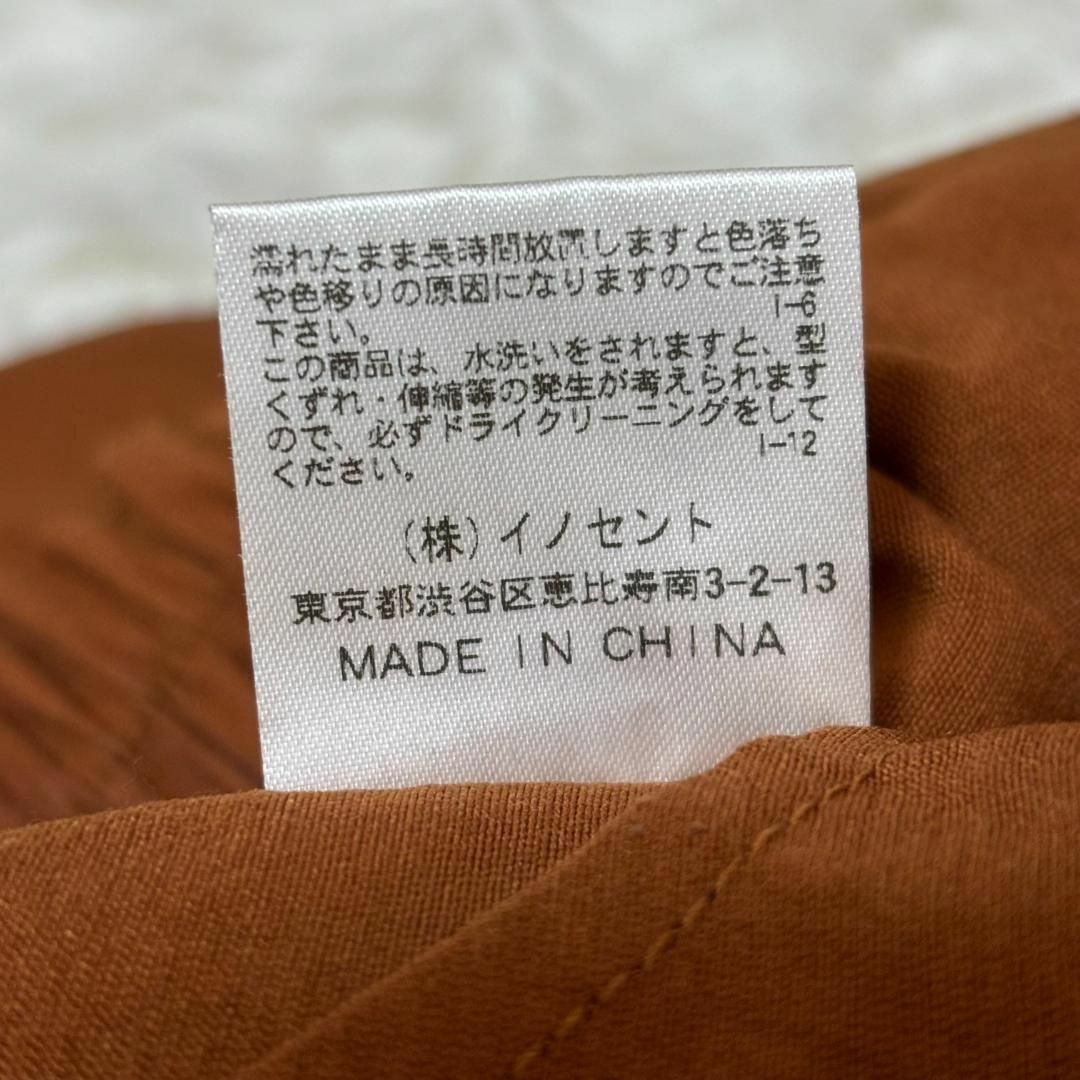 濡れたまま長時間放置しますと色落ち
や色移りの原因になりますのでご注意
下さい。 I-6
この商品は、水洗いをされますと、型
くずれ・伸縮等の発生が考えられます
ので、必ずドライクリーニングをして
ください。 I-12
(株)イノセント
東京都渋谷区恵比寿南3-2-13
MADE IN CHINA